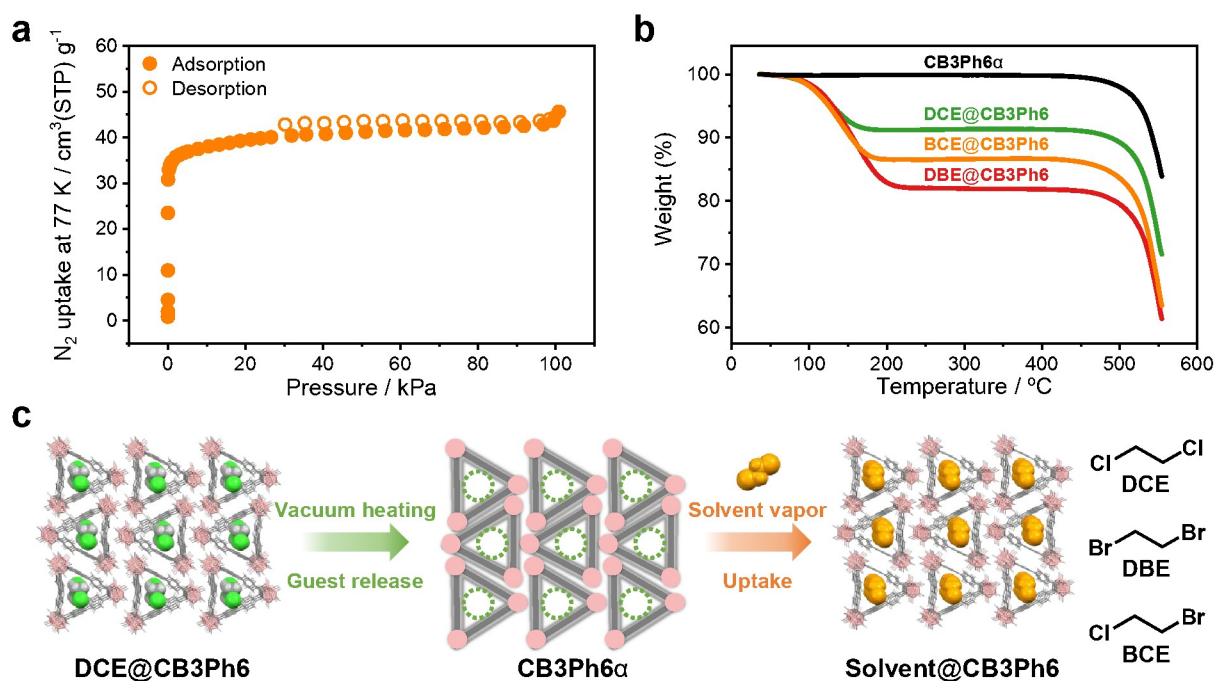 a
N₂ uptake at 77 K / cm³(STP) g⁻¹
60
50
40
30
20
10
0
Adsorption
Desorption
0 20 40 60 80 100
Pressure / kPa
b
Weight (%)
100
90
80
70
60
CB3Ph6α
DCE@CB3Ph6
BCE@CB3Ph6
DBE@CB3Ph6
0 100 200 300 400 500 600
Temperature / ºC
c
Vacuum heating
Guest release
Solvent vapor
Uptake
DCE@CB3Ph6
CB3Ph6α
Solvent@CB3Ph6
Cl Cl
DCE
Br Br
DBE
Cl Br
BCE